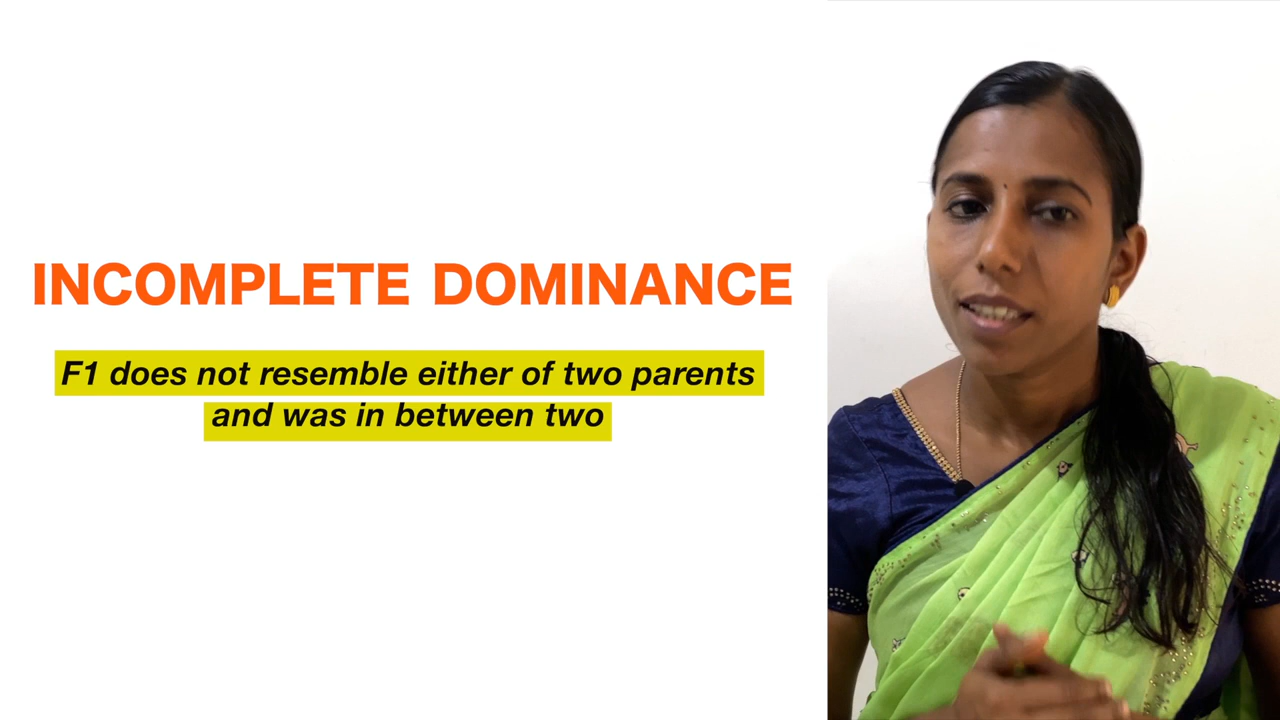 INCOMPLETE DOMINANCE
F1 does not resemble either of two parents
and was in between two